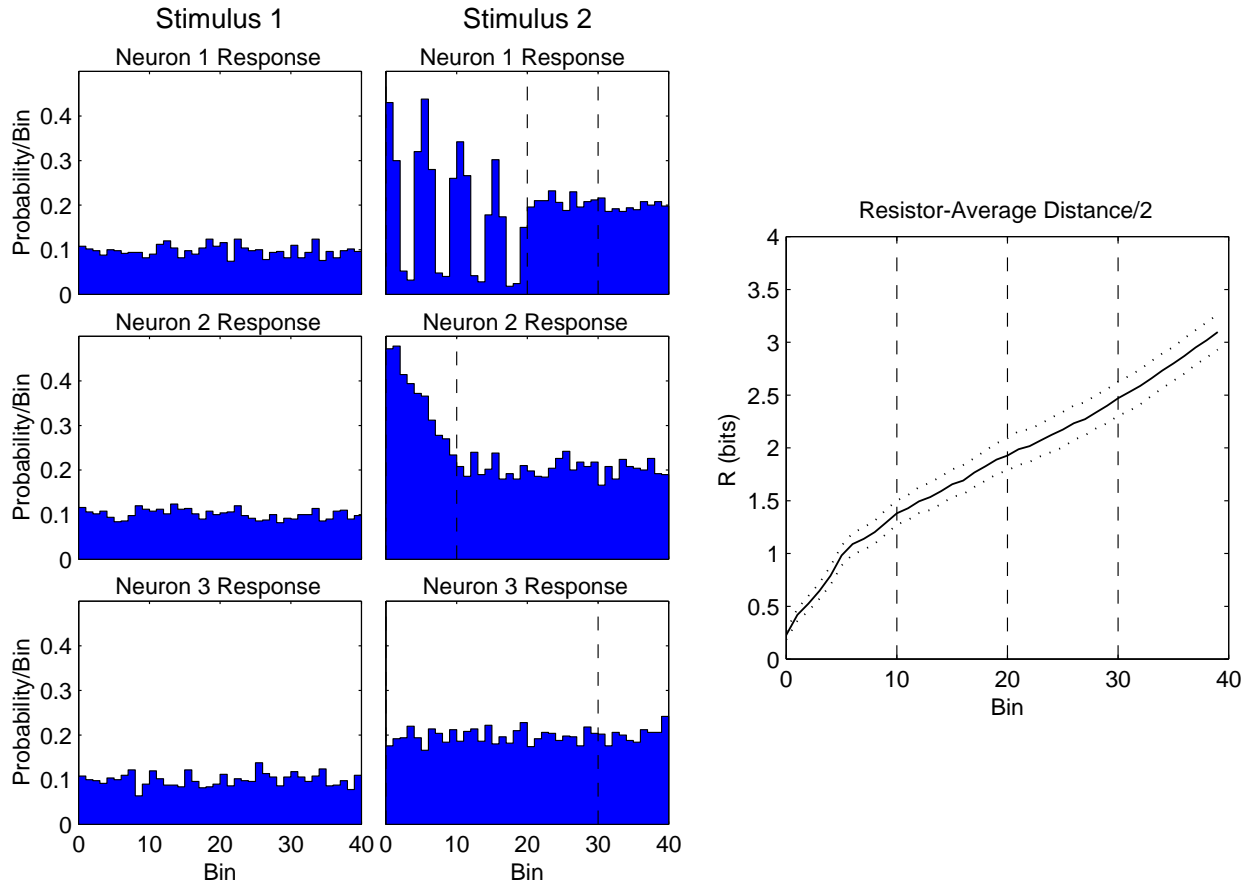 Stimulus 1
Stimulus 2
Neuron 1 Response
Neuron 1 Response
Probability/Bin
0.4
0.3
0.2
0.1
0
0 10 20 30 40
Neuron 2 Response
Neuron 2 Response
Probability/Bin
0.4
0.3
0.2
0.1
0
Neuron 3 Response
Neuron 3 Response
Probability/Bin
0.4
0.3
0.2
0.1
0
0 10 20 30 40
10 20 30 40
Bin
Bin
Resistor-Average Distance/2
R (bits)
4
3.5
3
2.5
2
1.5
1
0.5
0
0 10 20 30 40
Bin